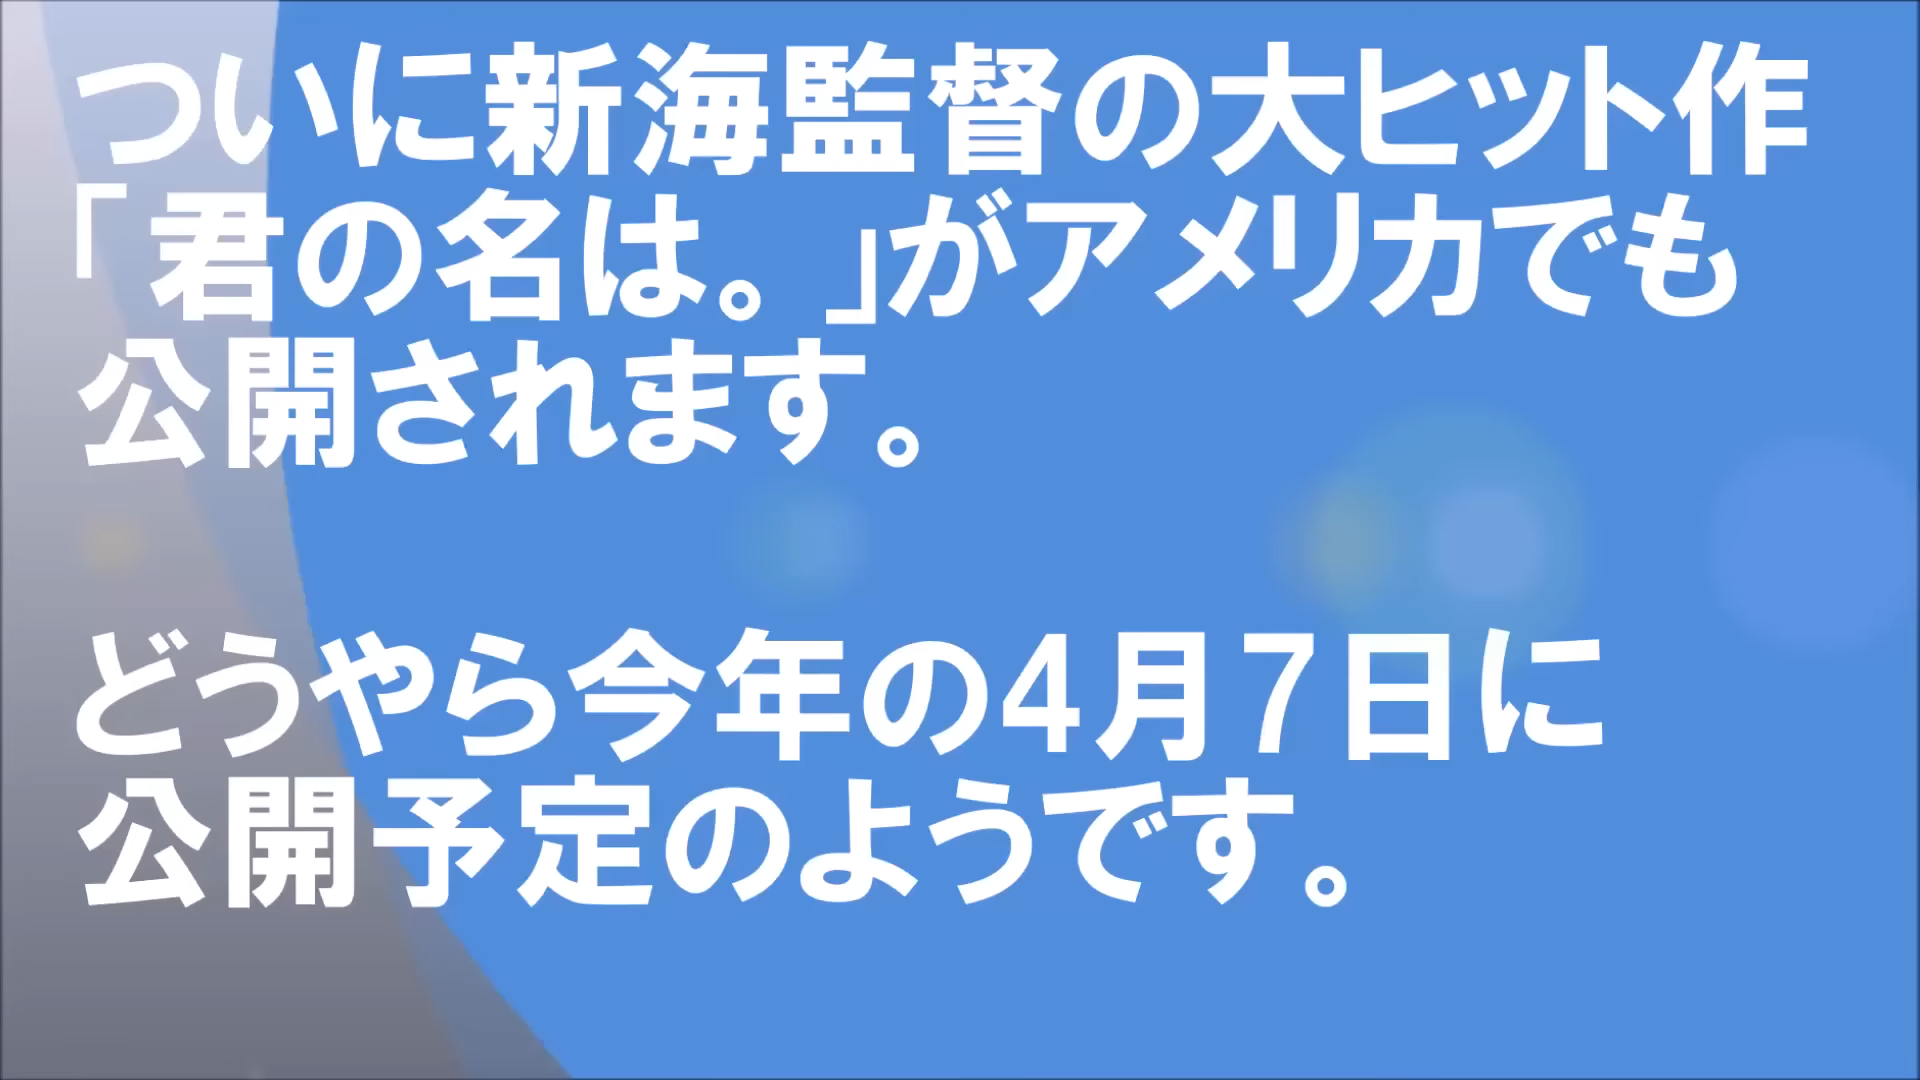 ついに新海監督の大ヒット作
「君の名は。」がアメリカでも
公開されます。
どうやら今年の4月7日に
公開予定のようです。